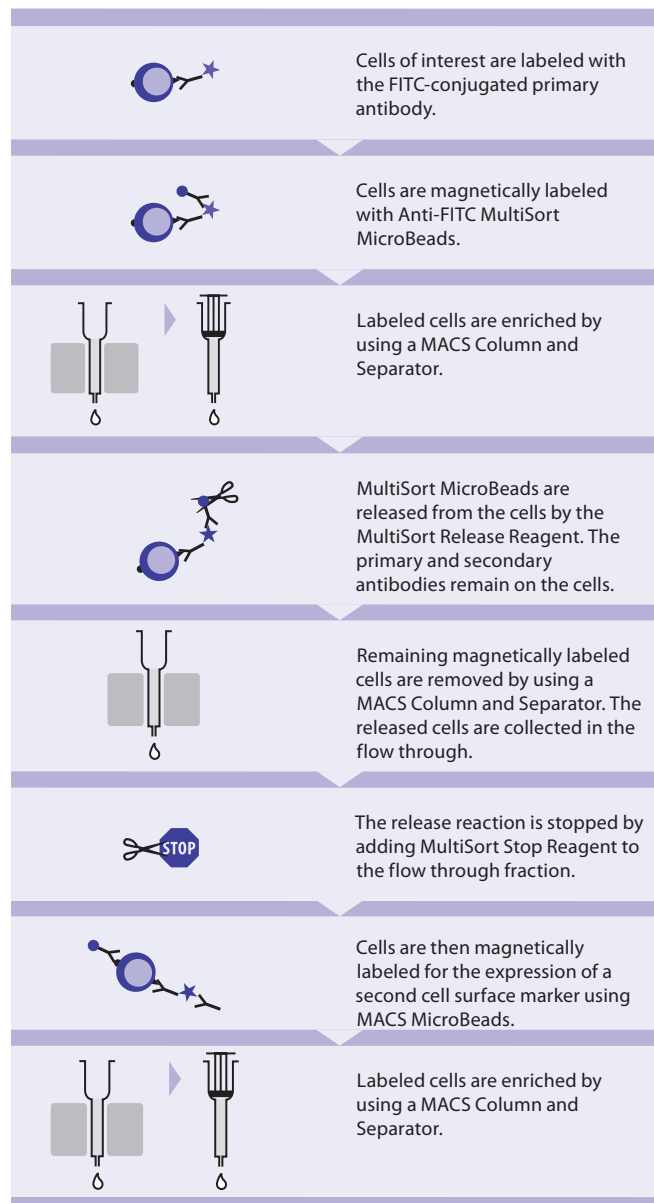 Cells of interest are labeled with
the FITC-conjugated primary
antibody.
Cells are magnetically labeled
with Anti-FITC MultiSort
MicroBeads.
Labeled cells are enriched by
using a MACS Column and
Separator.
MultiSort MicroBeads are
released from the cells by the
MultiSort Release Reagent. The
primary and secondary
antibodies remain on the cells.
Remaining magnetically labeled
cells are removed by using a
MACS Column and Separator. The
released cells are collected in the
flow through.
STOP
The release reaction is stopped by
adding MultiSort Stop Reagent to
the flow through fraction.
Cells are then magnetically
labeled for the expression of a
second cell surface marker using
MACS MicroBeads.
Labeled cells are enriched by
using a MACS Column and
Separator.